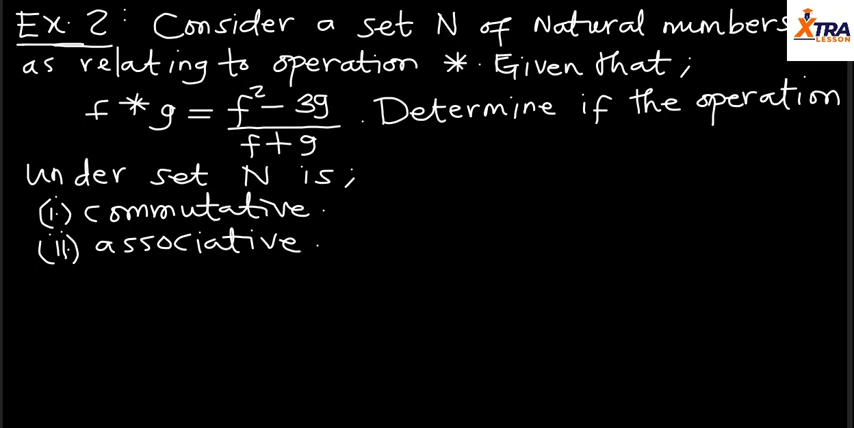 Ex. 2: Consider a set N of Natural numbers
as relating to operation *. Given that;
f * g = f² - 3g / f + g. Determine if the operation
under set N is;
(i.) commutative.
(ii.) associative.
XTRA
LESSON